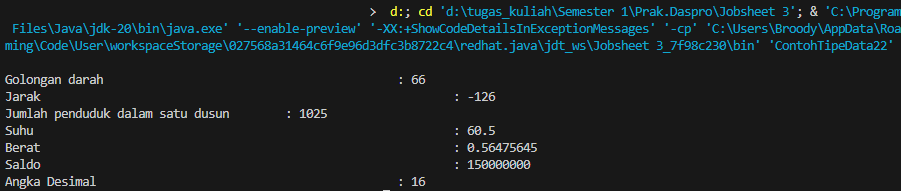 > d:; cd 'd:\tugas_kuliah\Semester 1\Prak.Daspro\Jobsheet 3'; & 'C:\Program
Files\Java\jdk-20\bin\java.exe' '--enable-preview' '-XX:+ShowCodeDetailsInExceptionMessages' '-cp' 'C:\Users\Broody\AppData\Roa
ming\Code\User\workspaceStorage\027568a31464c6f9e96d3dfc3b8722c4\redhat.java\jdt_ws\Jobsheet 3_7f98c230\bin' 'ContohTipeData22'
Golongan darah : 66
Jarak : -126
Jumlah penduduk dalam satu dusun : 1025
Suhu : 60.5
Berat : 0.56475645
Saldo : 150000000
Angka Desimal : 16